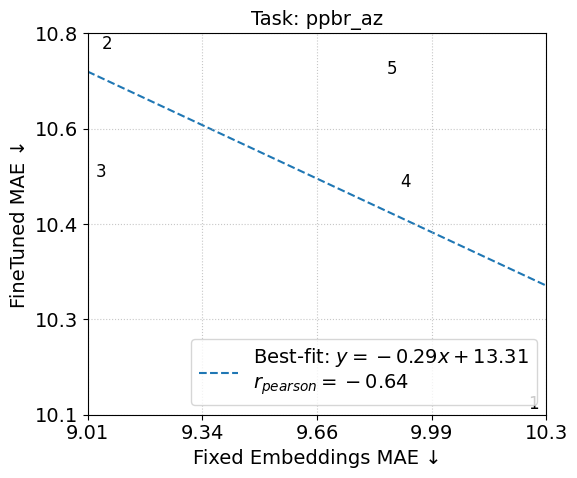 Task: ppbr_az
FineTuned MAE ↓
10.8
10.6
10.4
10.3
10.1
2
5
3
4
1
Best-fit: y = −0.29x + 13.31
r_pearson = −0.64
9.01 9.34 9.66 9.99 10.3
Fixed Embeddings MAE ↓